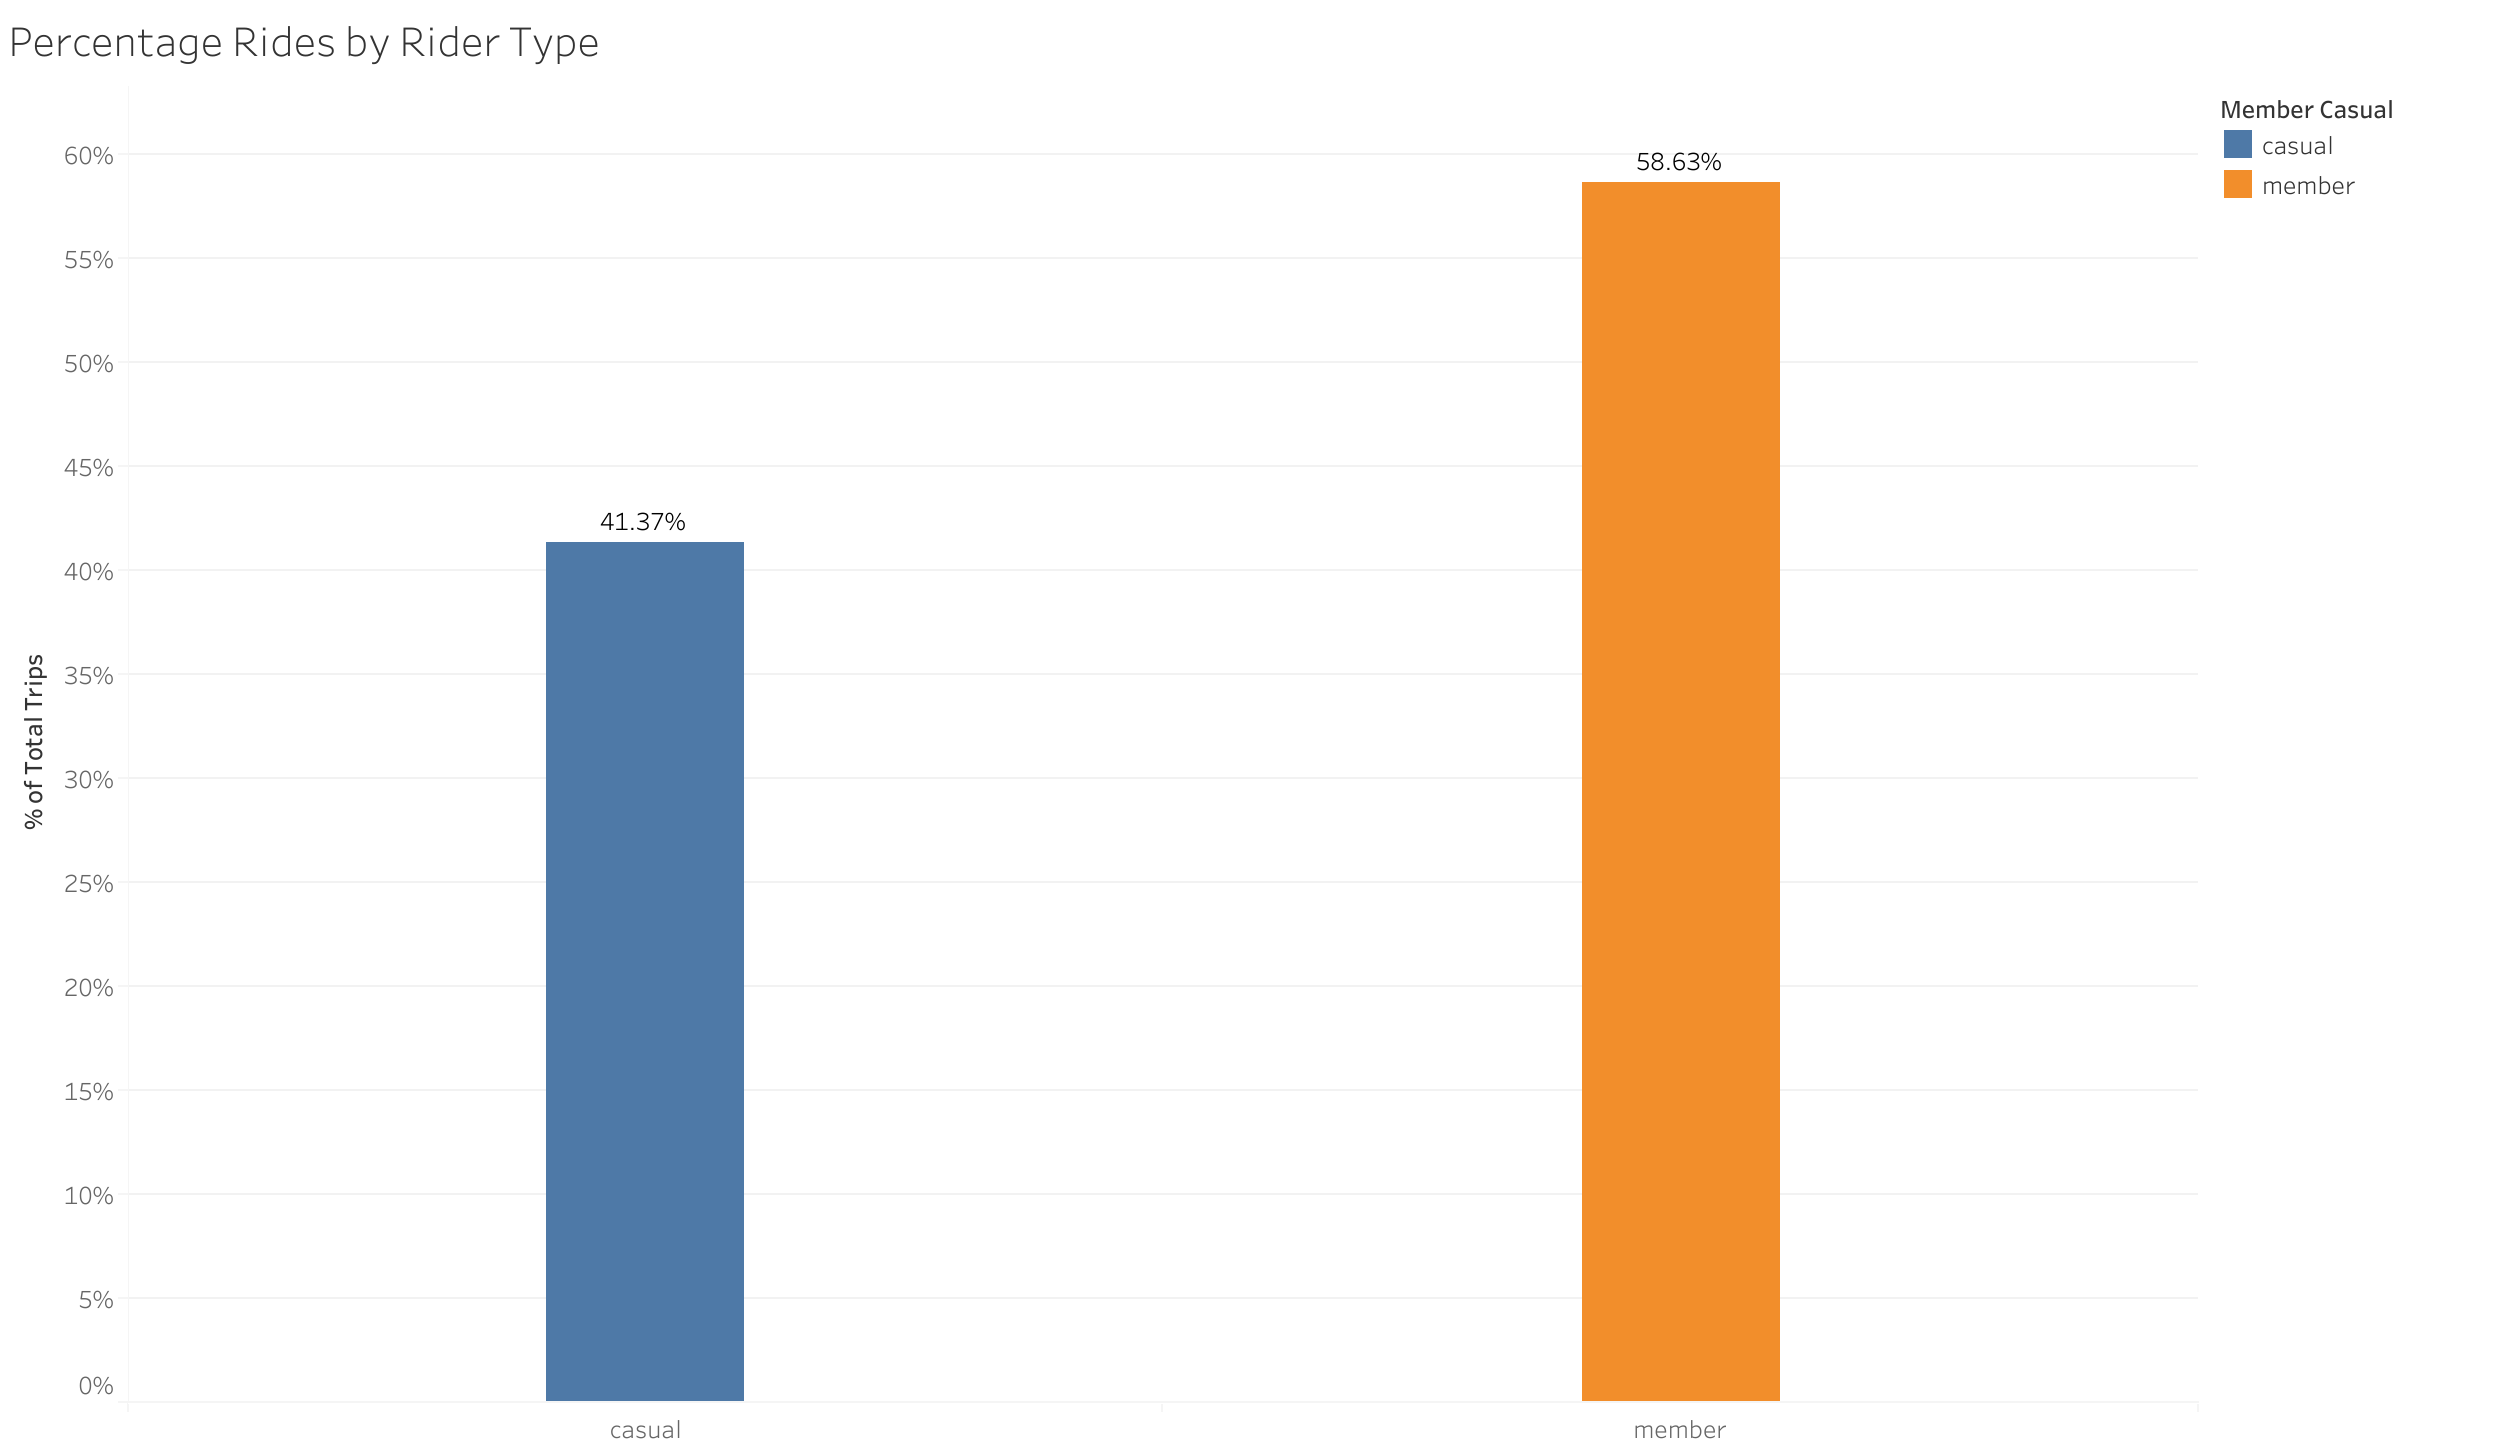 Percentage Rides by Rider Type
Member Casual
casual
member
60%
55%
50%
45%
40%
35%
30%
25%
20%
15%
10%
5%
0%
% of Total Trips
58.63%
41.37%
casual
member